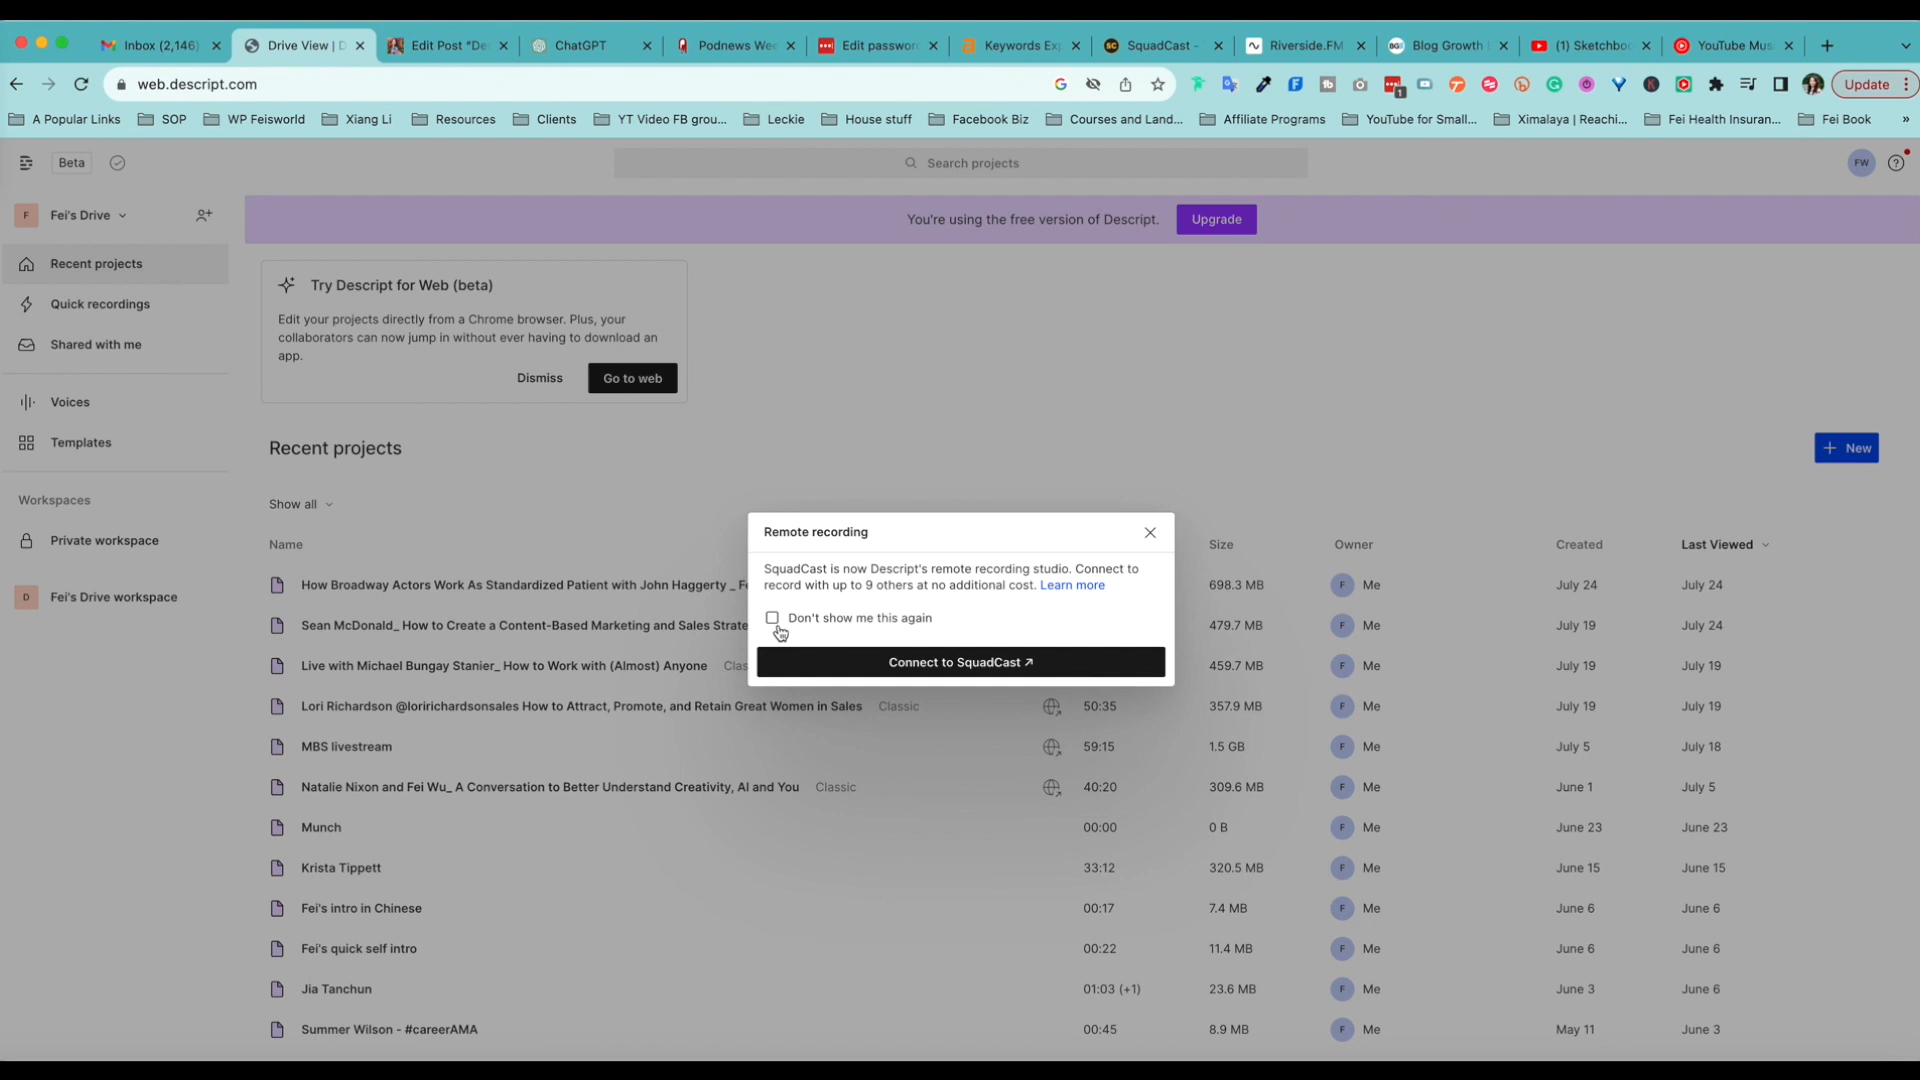 Inbox (2,146)
Drive View | D
Edit Post "De
ChatGPT
Podnews Wee
Edit password
Keywords Exp
SquadCast -
Riverside.FM
Blog Growth
(1) Sketchbo
YouTube Mus
web.descript.com
Update
A Popular Links
SOP
WP Feisworld
Xiang Li
Resources
Clients
YT Video FB grou...
Leckie
House stuff
Facebook Biz
Courses and Land...
Affiliate Programs
YouTube for Small...
Ximalaya | Reachi...
Fei Health Insuran...
Fei Book
»
Beta
Search projects
FW
F Fei's Drive
You're using the free version of Descript. Upgrade
Recent projects
Quick recordings
Shared with me
Voices
Templates
Workspaces
Private workspace
D Fei's Drive workspace
Try Descript for Web (beta)
Edit your projects directly from a Chrome browser. Plus, your
collaborators can now jump in without ever having to download an
app.
Dismiss Go to web
Recent projects
+ New
Show all
Name Size Owner Created Last Viewed
How Broadway Actors Work As Standardized Patient with John Haggerty _ Fe 698.3 MB F Me July 24 July 24
Sean McDonald_ How to Create a Content-Based Marketing and Sales Strate 479.7 MB F Me July 19 July 24
Live with Michael Bungay Stanier_ How to Work with (Almost) Anyone Clas 459.7 MB F Me July 19 July 19
Lori Richardson @loririchardsonsales How to Attract, Promote, and Retain Great Women in Sales Classic 50:35 357.9 MB F Me July 19 July 19
MBS livestream 59:15 1.5 GB F Me July 5 July 18
Natalie Nixon and Fei Wu_ A Conversation to Better Understand Creativity, AI and You Classic 40:20 309.6 MB F Me June 1 July 5
Munch 00:00 0 B F Me June 23 June 23
Krista Tippett 33:12 320.5 MB F Me June 15 June 15
Fei's intro in Chinese 00:17 7.4 MB F Me June 6 June 6
Fei's quick self intro 00:22 11.4 MB F Me June 6 June 6
Jia Tanchun 01:03 (+1) 23.6 MB F Me June 3 June 6
Summer Wilson - #careerAMA 00:45 8.9 MB F Me May 11 June 3
Remote recording
SquadCast is now Descript's remote recording studio. Connect to
record with up to 9 others at no additional cost. Learn more
Don't show me this again
Connect to SquadCast ↗